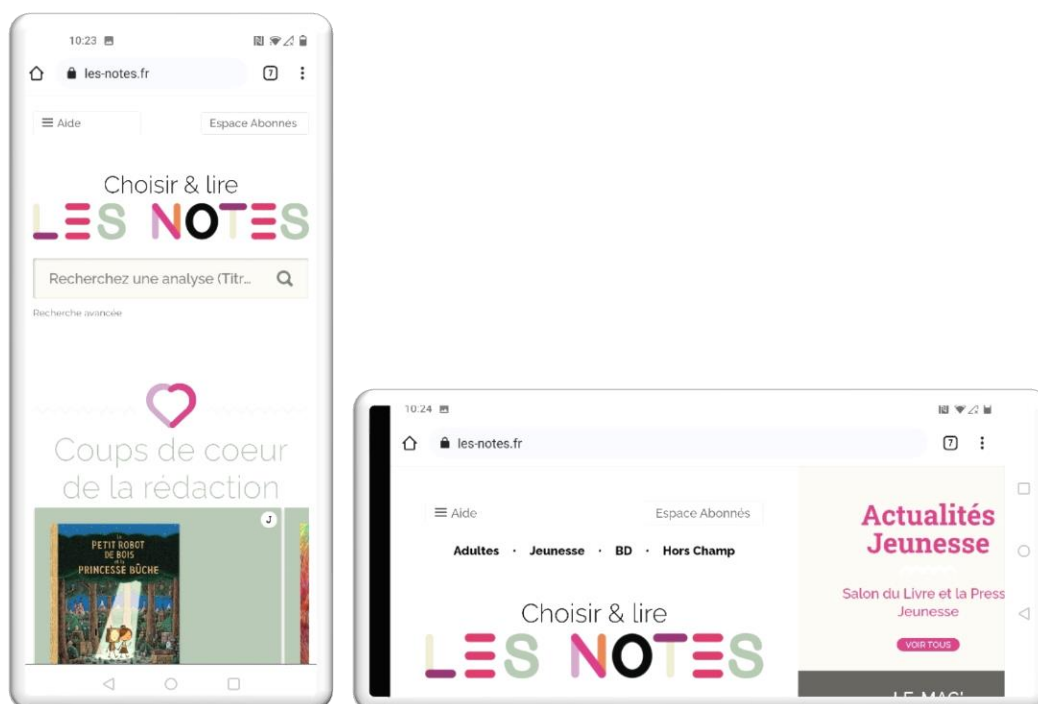 10:23
les-notes.fr
7
Aide
Espace Abonnés
Choisir & lire
LES NOTES
Recherchez une analyse (Titr...
Recherche avancée
Coups de coeur
de la rédaction
J
Le
PETIT ROBOT
DE BOIS
et la
PRINCESSE BÛCHE
10:24
les-notes.fr
7
Aide
Espace Abonnés
Adultes · Jeunesse · BD · Hors Champ
Choisir & lire
LES NOTES
Actualités
Jeunesse
Salon du Livre et la Press
Jeunesse
VOIR TOUS
LE MAG'